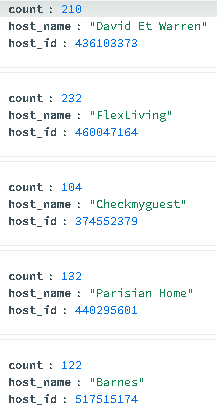 count : 210
host_name : "David Et Warren"
host_id : 436103373
count : 232
host_name : "FlexLiving"
host_id : 460047164
count : 104
host_name : "Checkmyguest"
host_id : 374552379
count : 132
host_name : "Parisian Home"
host_id : 440295601
count : 122
host_name : "Barnes"
host_id : 517515174